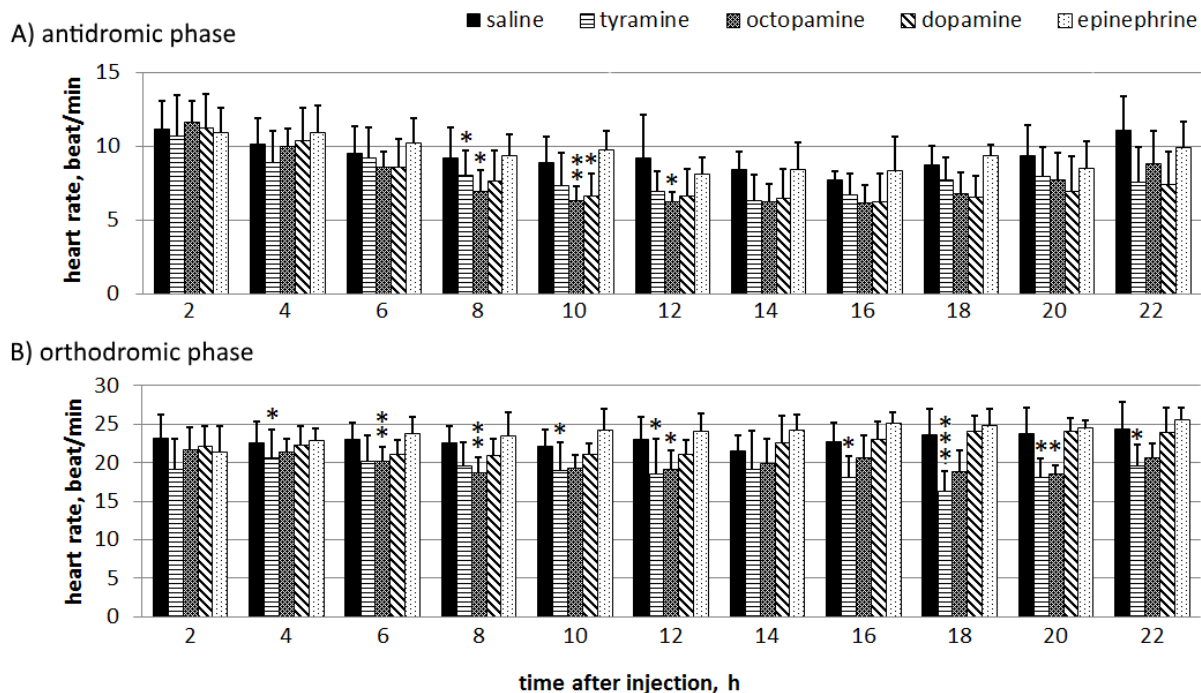 saline tyramine octopamine dopamine epinephrine
A) antidromic phase
heart rate, beat/min
15
10
5
0
* * ** ** *
2 4 6 8 10 12 14 16 18 20 22
B) orthodromic phase
heart rate, beat/min
30
25
20
15
10
5
0
* ** ** * * * * *** * * *
2 4 6 8 10 12 14 16 18 20 22
time after injection, h